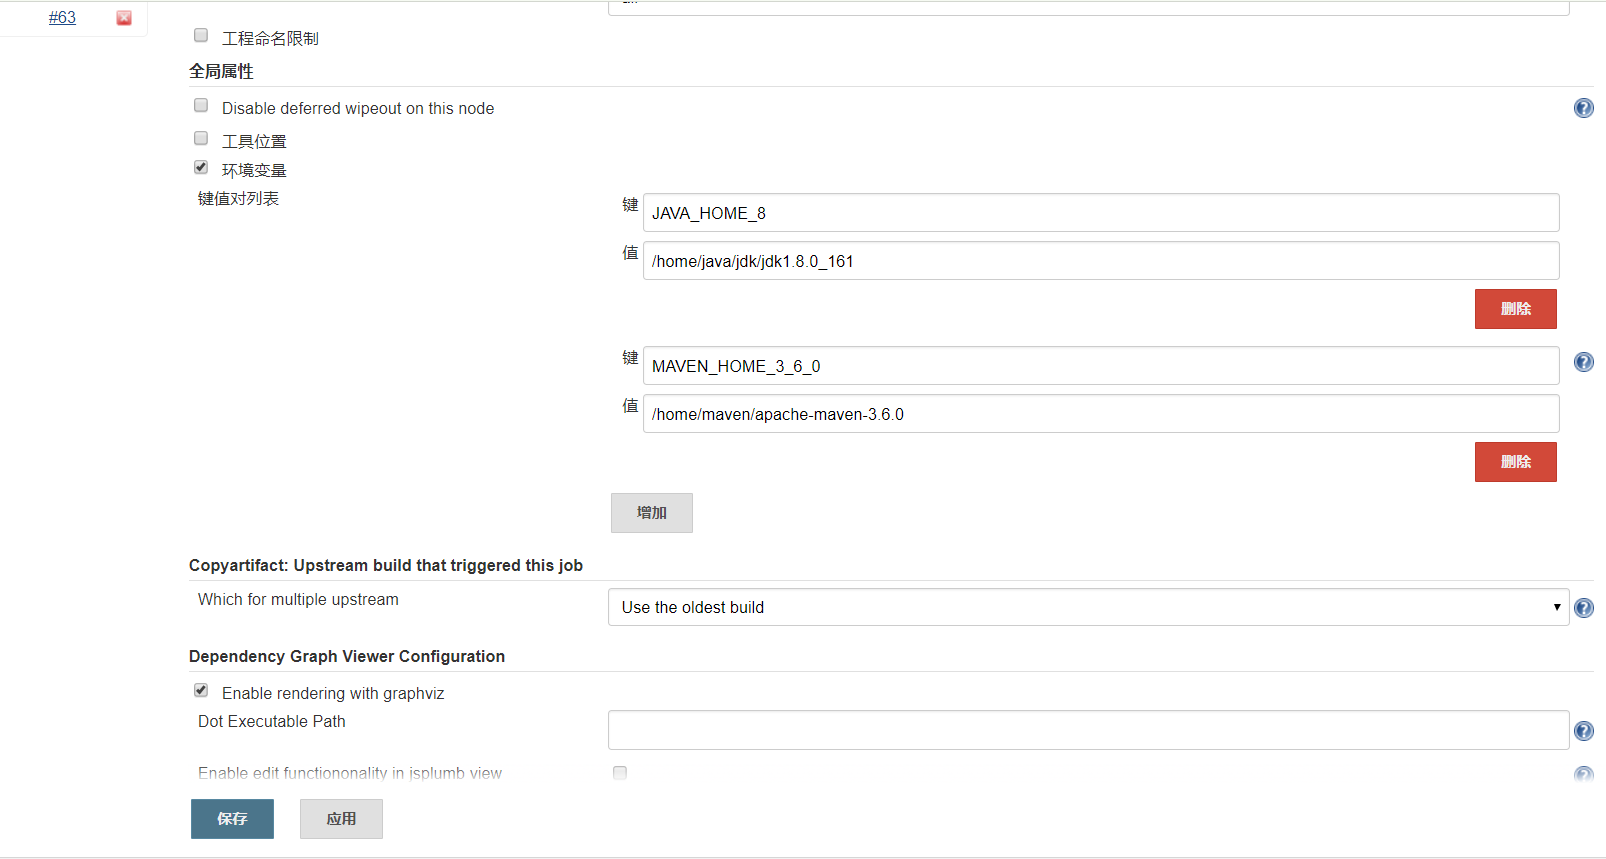 #63
工程命名限制
全局属性
Disable deferred wipeout on this node
工具位置
环境变量
键值对列表
键
JAVA_HOME_8
值
/home/java/jdk/jdk1.8.0_161
删除
键
MAVEN_HOME_3_6_0
值
/home/maven/apache-maven-3.6.0
删除
增加
Copyartifact: Upstream build that triggered this job
Which for multiple upstream
Use the oldest build
Dependency Graph Viewer Configuration
Enable rendering with graphviz
Dot Executable Path
Enable edit functiononality in jsplumb view
保存
应用